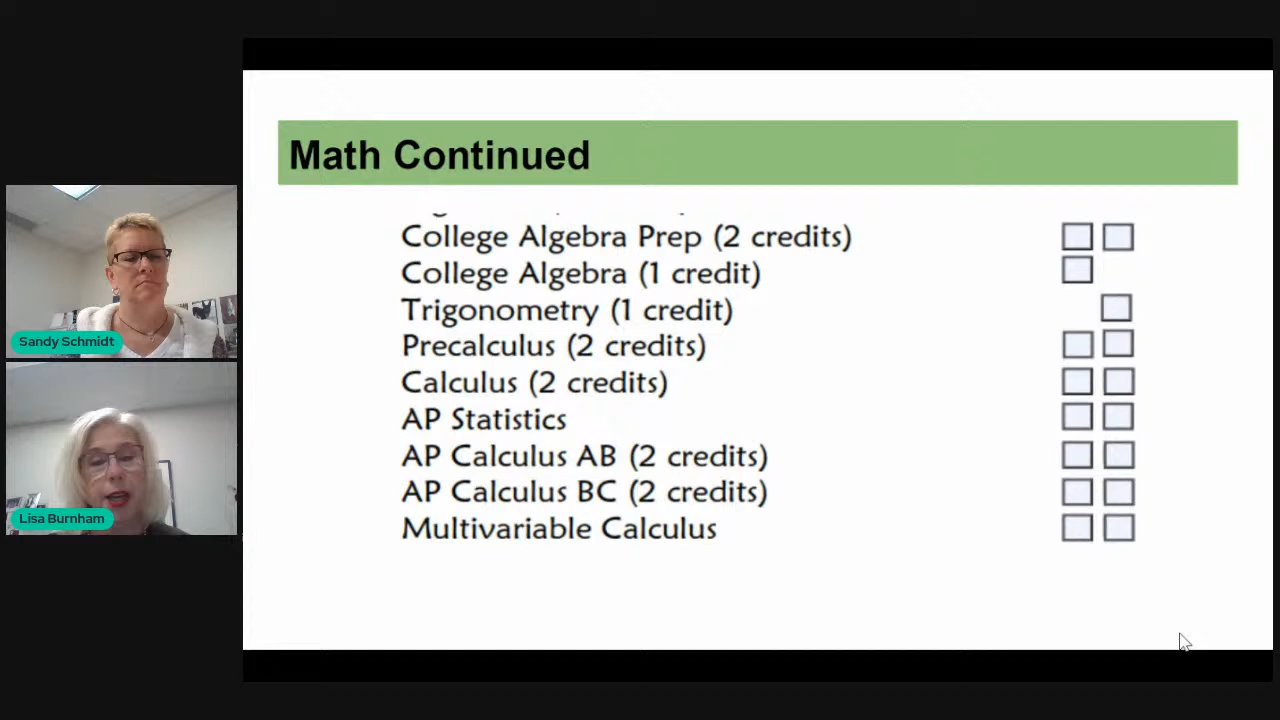 Math Continued
College Algebra Prep (2 credits)
College Algebra (1 credit)
Trigonometry (1 credit)
Precalculus (2 credits)
Calculus (2 credits)
AP Statistics
AP Calculus AB (2 credits)
AP Calculus BC (2 credits)
Multivariable Calculus
Sandy Schmidt
Lisa Burnham